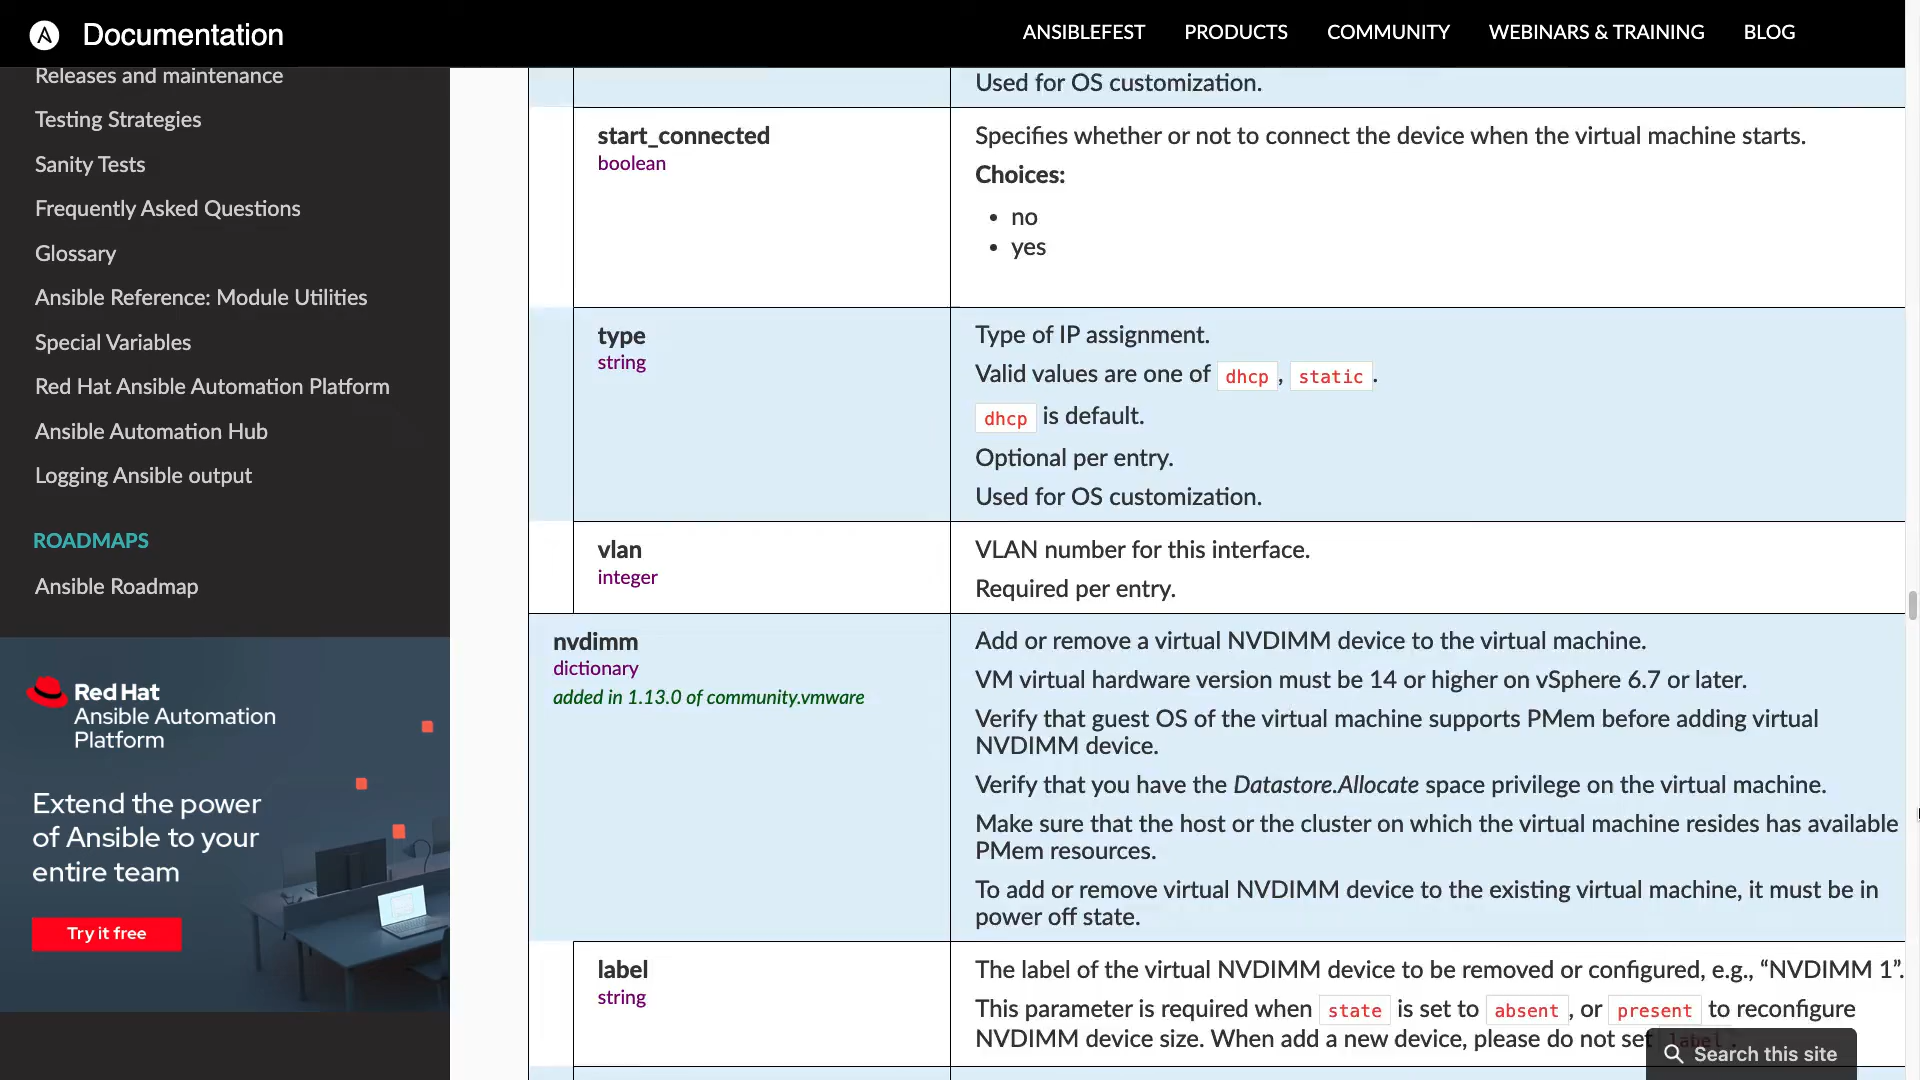 Documentation
ANSIBLEFEST PRODUCTS COMMUNITY WEBINARS & TRAINING BLOG
Releases and maintenance
Testing Strategies
Sanity Tests
Frequently Asked Questions
Glossary
Ansible Reference: Module Utilities
Special Variables
Red Hat Ansible Automation Platform
Ansible Automation Hub
Logging Ansible output
ROADMAPS
Ansible Roadmap
Red Hat
Ansible Automation
Platform
Extend the power
of Ansible to your
entire team
Try it free
Used for OS customization.
start_connected
boolean
Specifies whether or not to connect the device when the virtual machine starts.
Choices:
• no
• yes
type
string
Type of IP assignment.
Valid values are one of dhcp, static.
dhcp is default.
Optional per entry.
Used for OS customization.
vlan
integer
VLAN number for this interface.
Required per entry.
nvdimm
dictionary
added in 1.13.0 of community.vmware
Add or remove a virtual NVDIMM device to the virtual machine.
VM virtual hardware version must be 14 or higher on vSphere 6.7 or later.
Verify that guest OS of the virtual machine supports PMem before adding virtual
NVDIMM device.
Verify that you have the Datastore.Allocate space privilege on the virtual machine.
Make sure that the host or the cluster on which the virtual machine resides has available
PMem resources.
To add or remove virtual NVDIMM device to the existing virtual machine, it must be in
power off state.
label
string
The label of the virtual NVDIMM device to be removed or configured, e.g., “NVDIMM 1”.
This parameter is required when state is set to absent, or present to reconfigure
NVDIMM device size. When add a new device, please do not set label.
Search this site